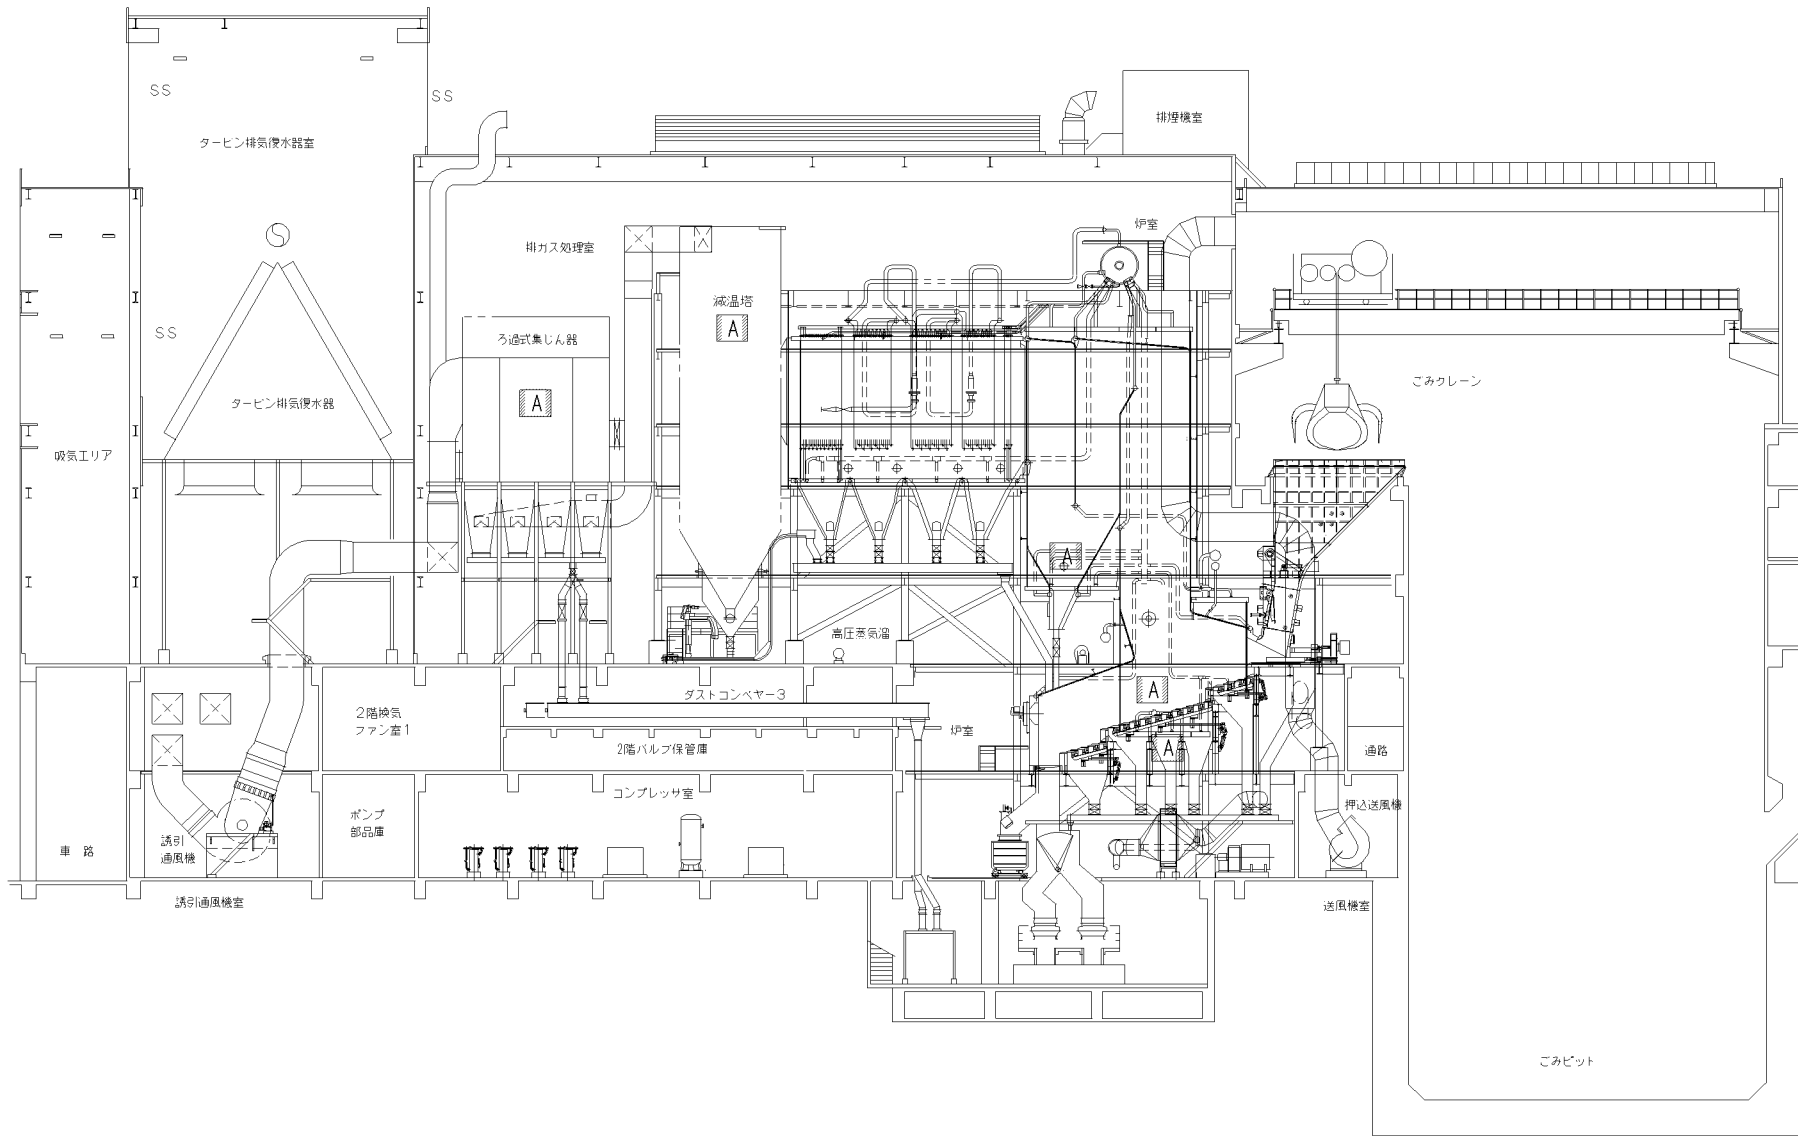 SS
SS
排煙機室
タービン排気復水器室
炉室
排ガス処理室
減温塔
A
SS
ろ過式集じん器
ごみクレーン
A
タービン排気復水器
吸気エリア
A
高圧蒸気溜
A
ダストコンベヤー3
2階換気
ファン室1
炉室
2階バルブ保管庫
A
通路
コンプレッサ室
押込送風機
ポンプ
部品庫
誘引
通風機
車 路
誘引通風機室
送風機室
ごみピット